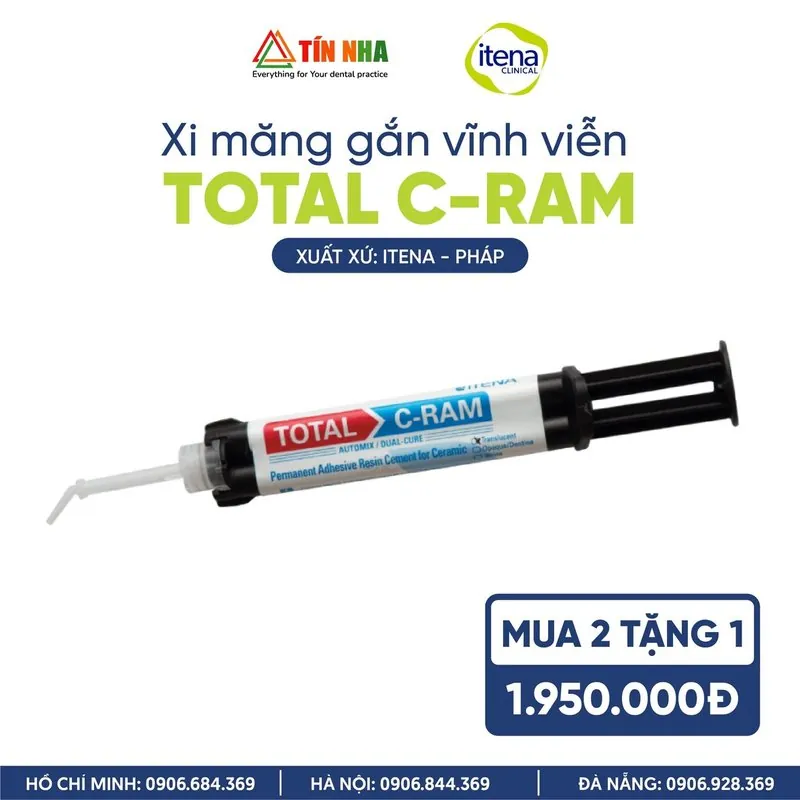 TÍN NHA
Everything for Your dental practice
itena
CLINICAL
Xi măng gắn vĩnh viễn
TOTAL C-RAM
XUẤT XỨ: ITENA - PHÁP
ITENA
TOTAL C-RAM
AUTOMIX / DUAL-CURE
Permanent Adhesive Resin Cement for Ceramic
Translucent
Opaque/Dentine
MUA 2 TẶNG 1
1.950.000Đ
HỒ CHÍ MINH: 0906.684.369
HÀ NỘI: 0906.844.369
ĐÀ NẴNG: 0906.928.369